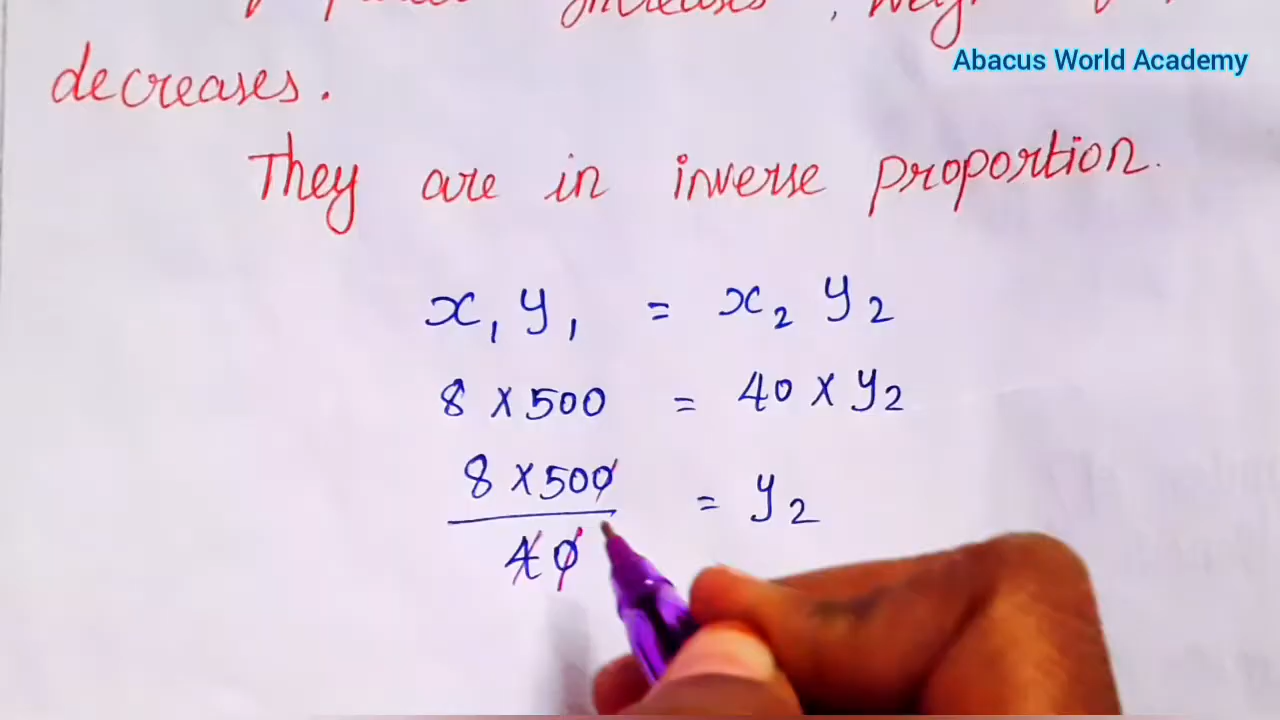 increases,
Abacus World Academy
decreases.
They are in inverse proportion.
x₁ y₁ = x₂ y₂
8 × 500 = 40 × y₂
8 × 500 = y₂
40